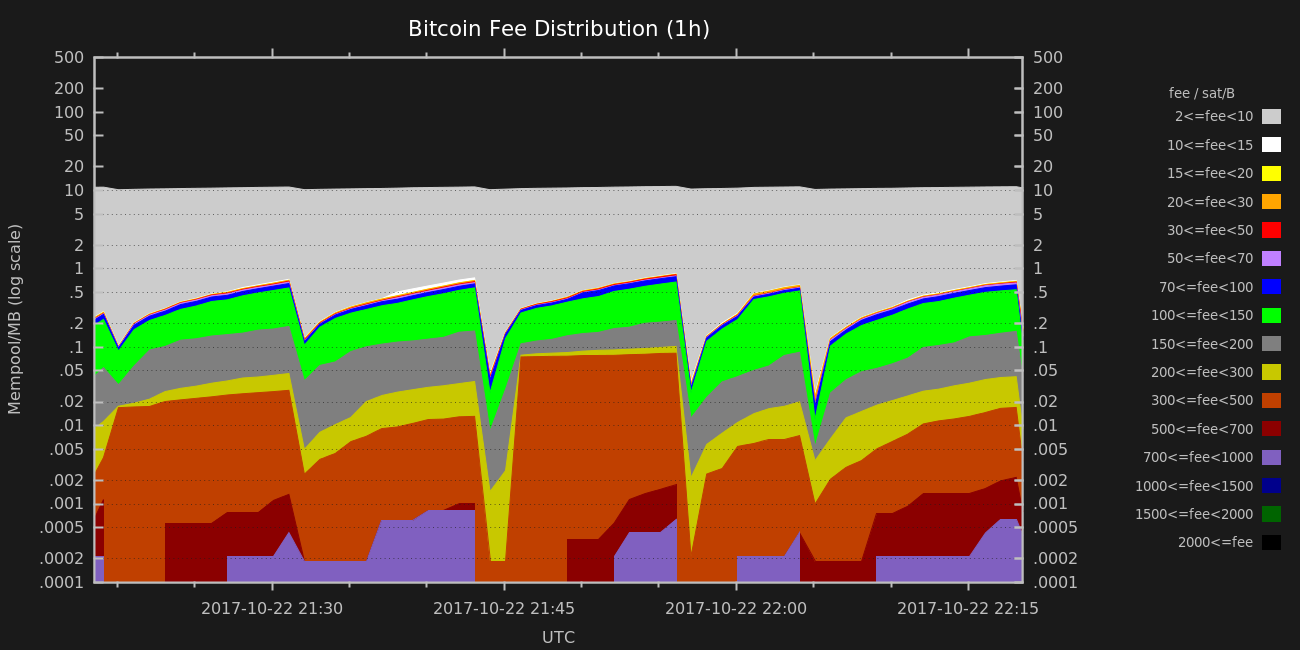 Bitcoin Fee Distribution (1h)
500 500
200 200
100 100
50 50
20 20
10 10
5 5
2 2
1 1
.5 .5
.2 .2
.1 .1
.05 .05
.02 .02
.01 .01
.005 .005
.002 .002
.001 .001
.0005 .0005
.0002 .0002
.0001 .0001
Mempool/MB (log scale)
2017-10-22 21:30 2017-10-22 21:45 2017-10-22 22:00 2017-10-22 22:15
UTC
fee / sat/B
2<=fee<10
10<=fee<15
15<=fee<20
20<=fee<30
30<=fee<50
50<=fee<70
70<=fee<100
100<=fee<150
150<=fee<200
200<=fee<300
300<=fee<500
500<=fee<700
700<=fee<1000
1000<=fee<1500
1500<=fee<2000
2000<=fee